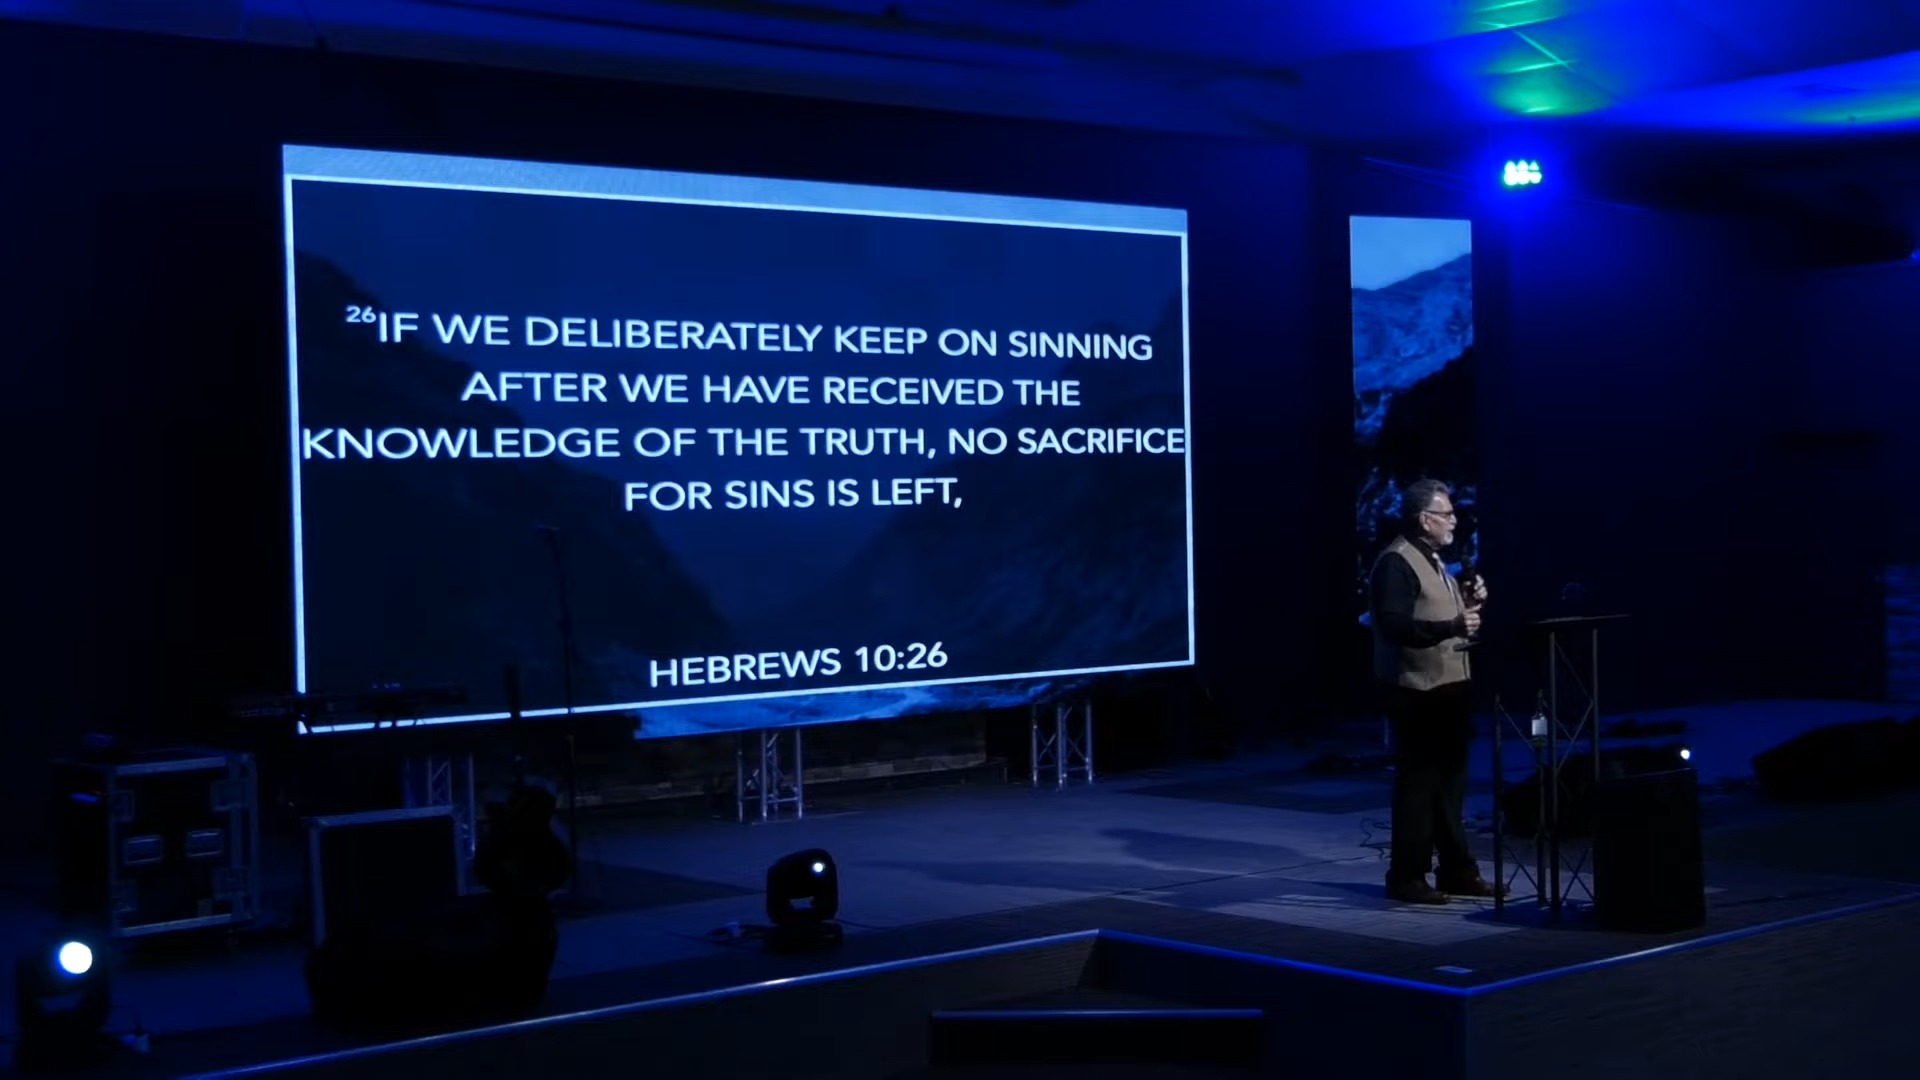 26IF WE DELIBERATELY KEEP ON SINNING
AFTER WE HAVE RECEIVED THE
KNOWLEDGE OF THE TRUTH, NO SACRIFICE
FOR SINS IS LEFT,
HEBREWS 10:26